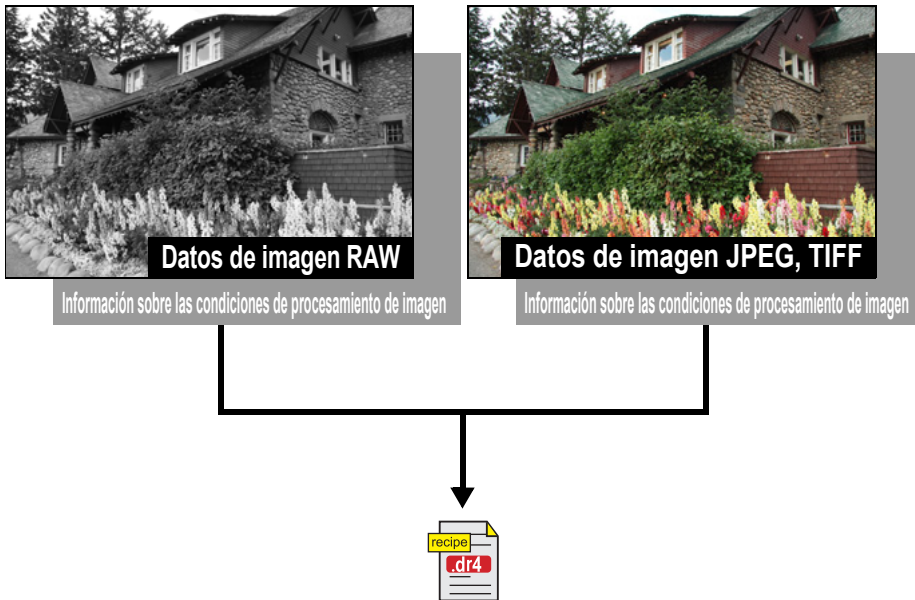 Datos de imagen RAW
Datos de imagen JPEG, TIFF
Información sobre las condiciones de procesamiento de imagen
Información sobre las condiciones de procesamiento de imagen
recipe
.dr4